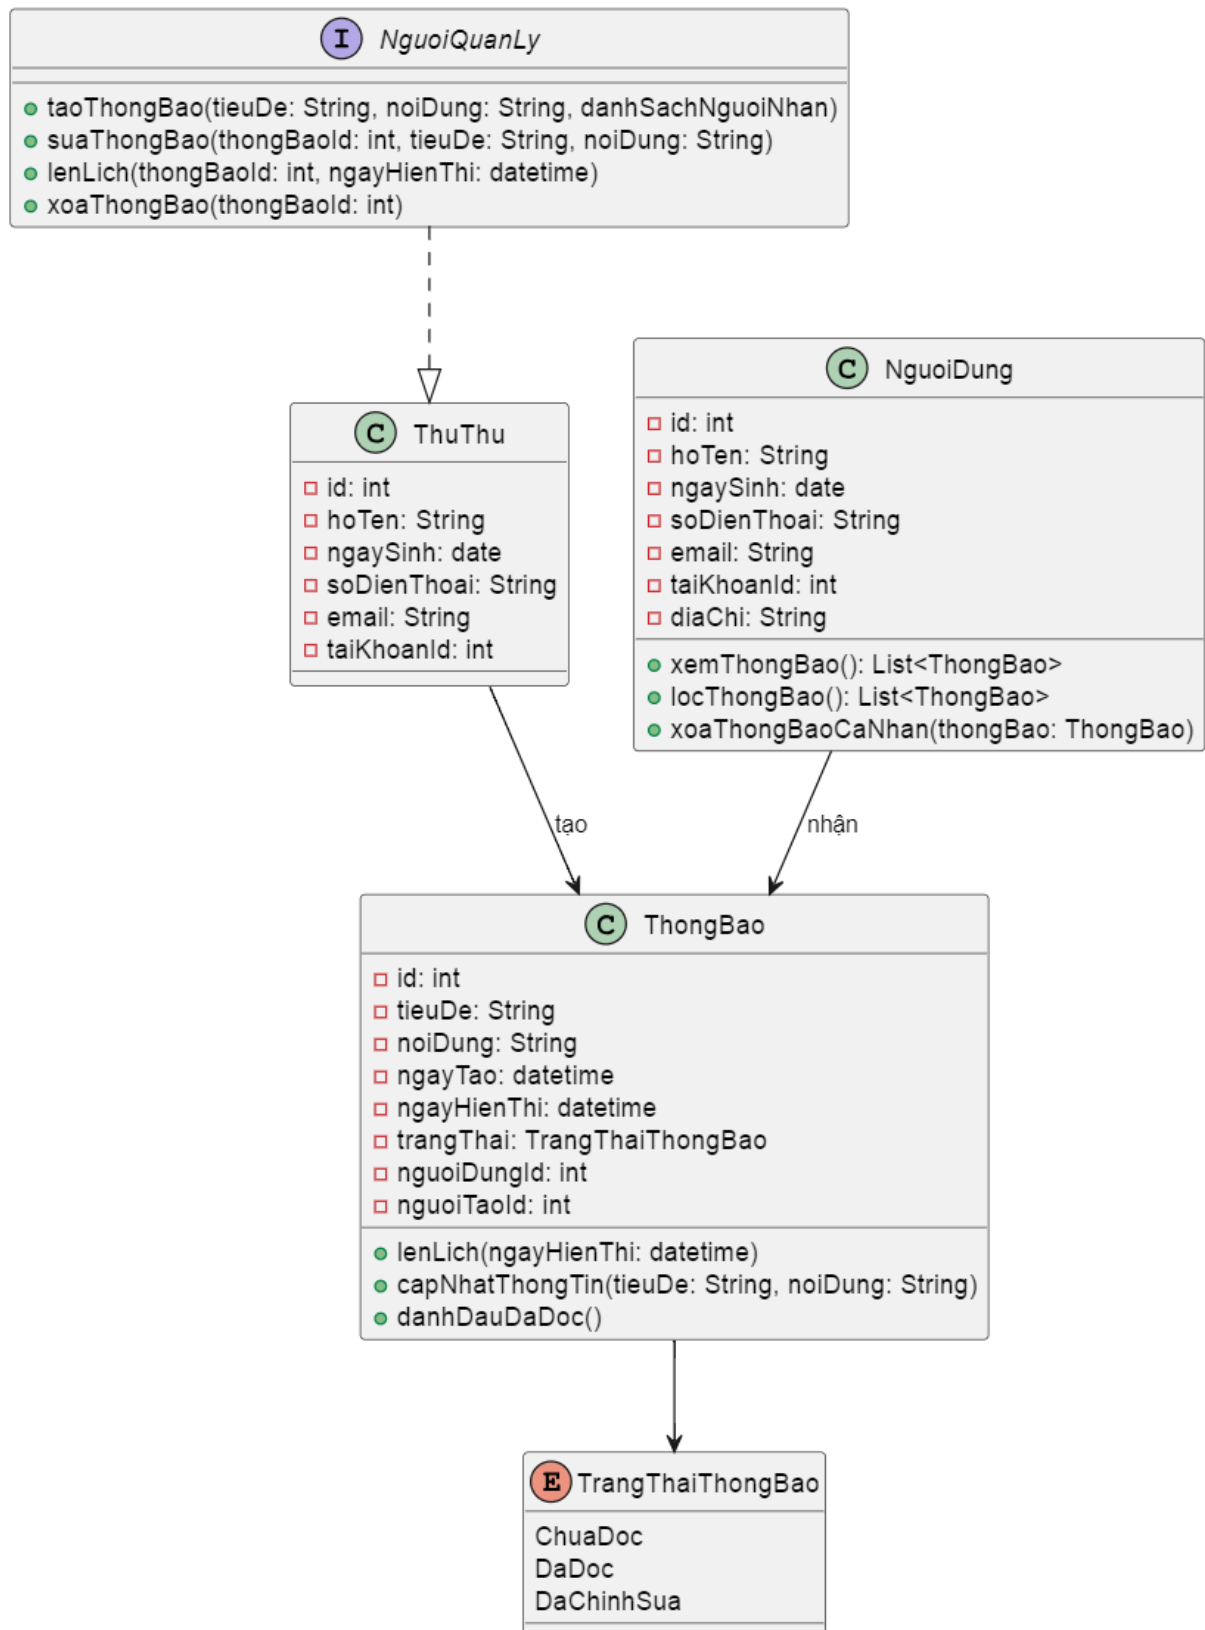 I NguoiQuanLy
taoThongBao(tieuDe: String, noiDung: String, danhSachNguoiNhan)
suaThongBao(thongBaoId: int, tieuDe: String, noiDung: String)
lenLich(thongBaoId: int, ngayHienThi: datetime)
xoaThongBao(thongBaoId: int)
C ThuThu
id: int
hoTen: String
ngaySinh: date
soDienThoai: String
email: String
taiKhoanId: int
C NguoiDung
id: int
hoTen: String
ngaySinh: date
soDienThoai: String
email: String
taiKhoanId: int
diaChi: String
xemThongBao(): List<ThongBao>
locThongBao(): List<ThongBao>
xoaThongBaoCaNhan(thongBao: ThongBao)
tạo
nhận
C ThongBao
id: int
tieuDe: String
noiDung: String
ngayTao: datetime
ngayHienThi: datetime
trangThai: TrangThaiThongBao
nguoiDungId: int
nguoiTaoId: int
lenLich(ngayHienThi: datetime)
capNhatThongTin(tieuDe: String, noiDung: String)
danhDauDaDoc()
E TrangThaiThongBao
ChuaDoc
DaDoc
DaChinhSua